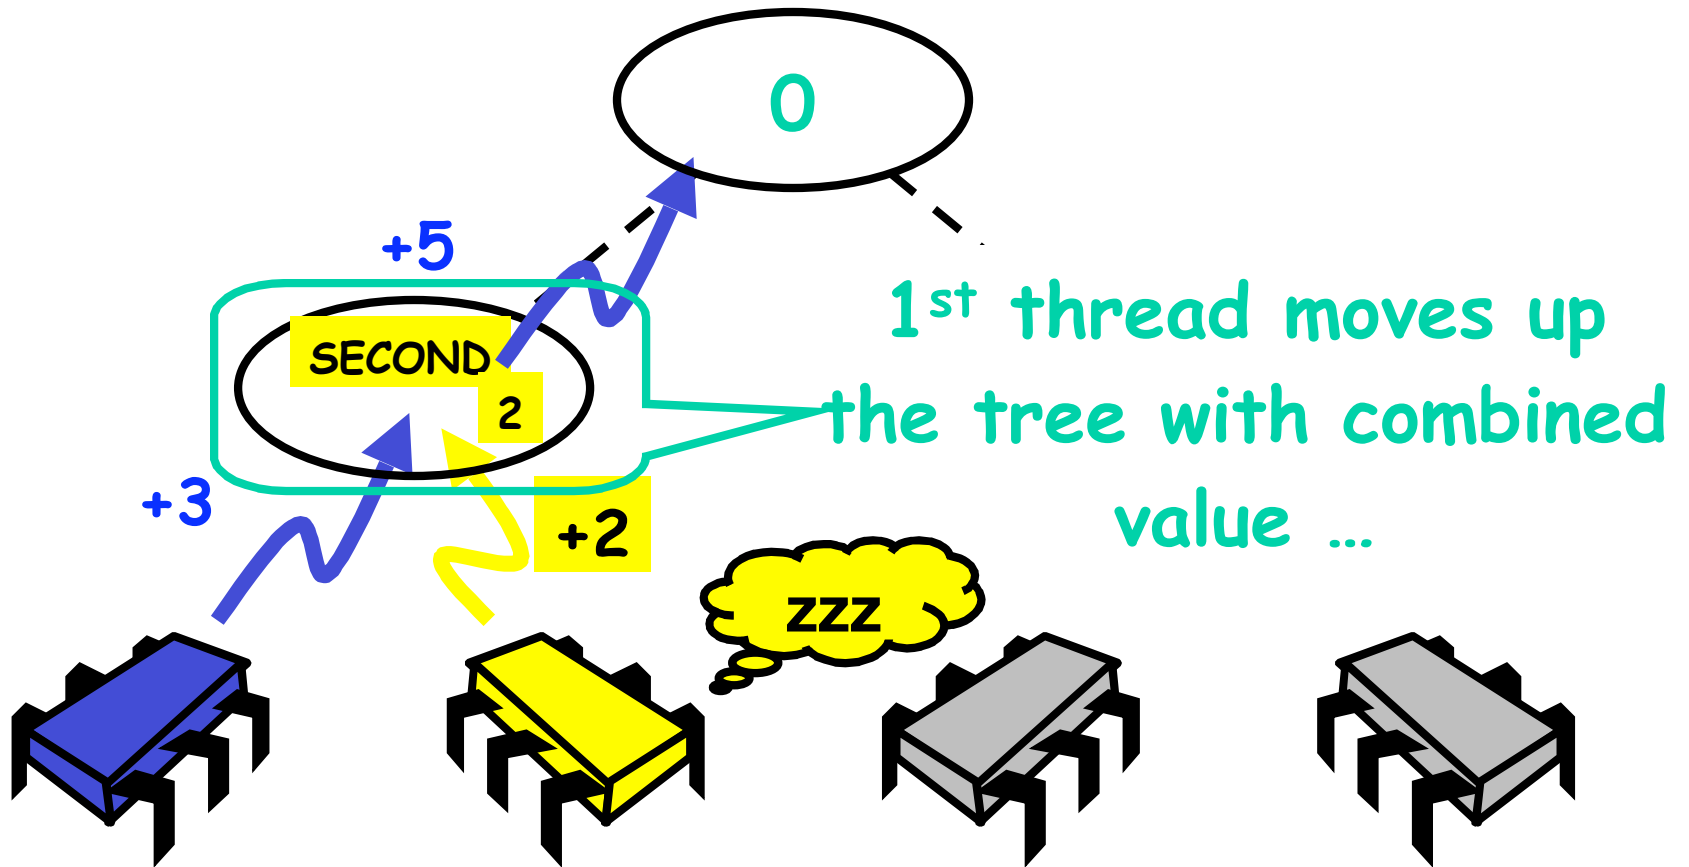 0
+5
1st thread moves up
SECOND
the tree with combined
2
+3
value ...
+2
zzz